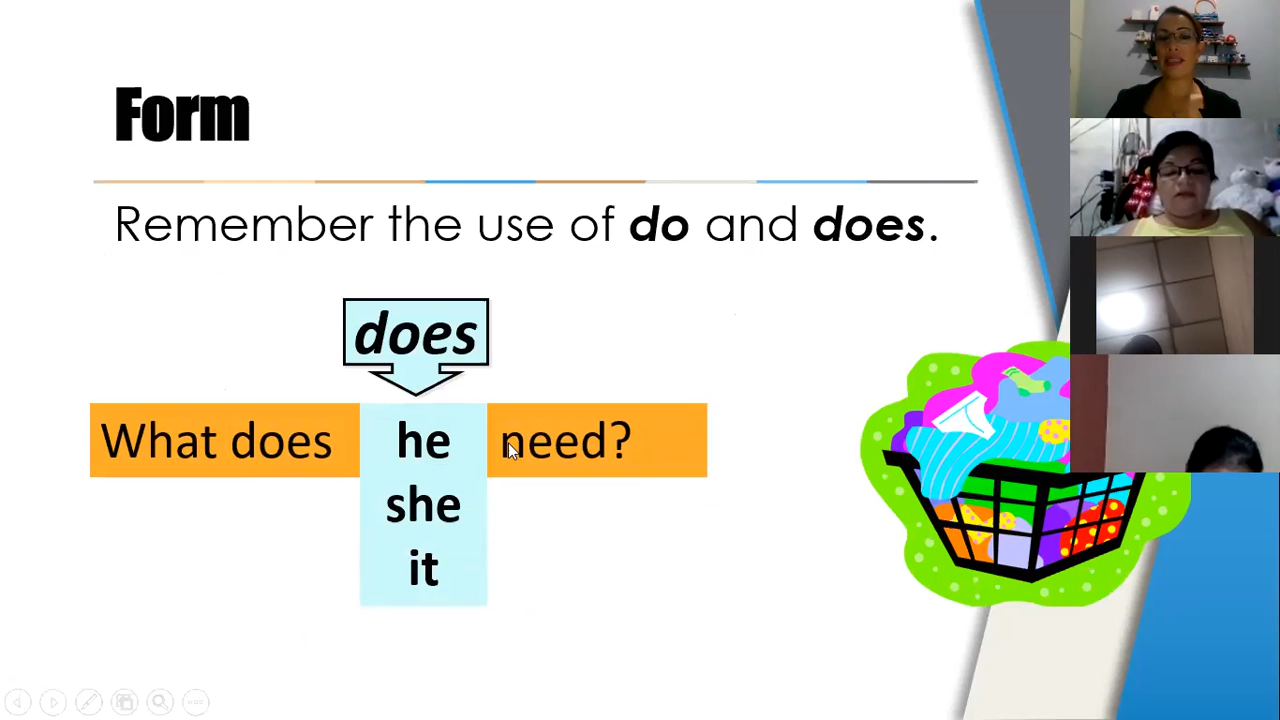 Form
Remember the use of do and does.
does
What does he need?
she
it